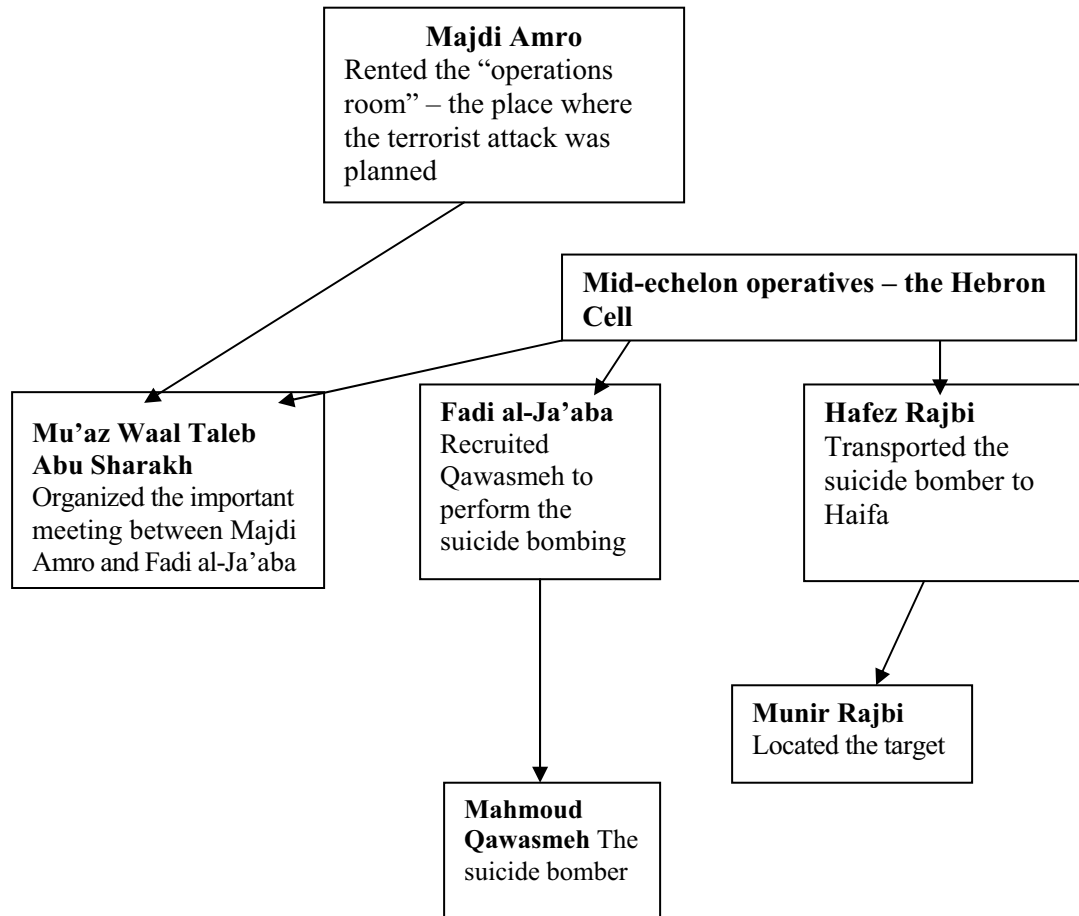 Majdi Amro
Rented the “operations
room” – the place where
the terrorist attack was
planned
Mid-echelon operatives – the Hebron
Cell
Mu’az Waal Taleb
Abu Sharakh
Organized the important
meeting between Majdi
Amro and Fadi al-Ja’aba
Fadi al-Ja’aba
Recruited
Qawasmeh to
perform the
suicide bombing
Hafez Rajbi
Transported the
suicide bomber to
Haifa
Munir Rajbi
Located the target
Mahmoud
Qawasmeh The
suicide bomber